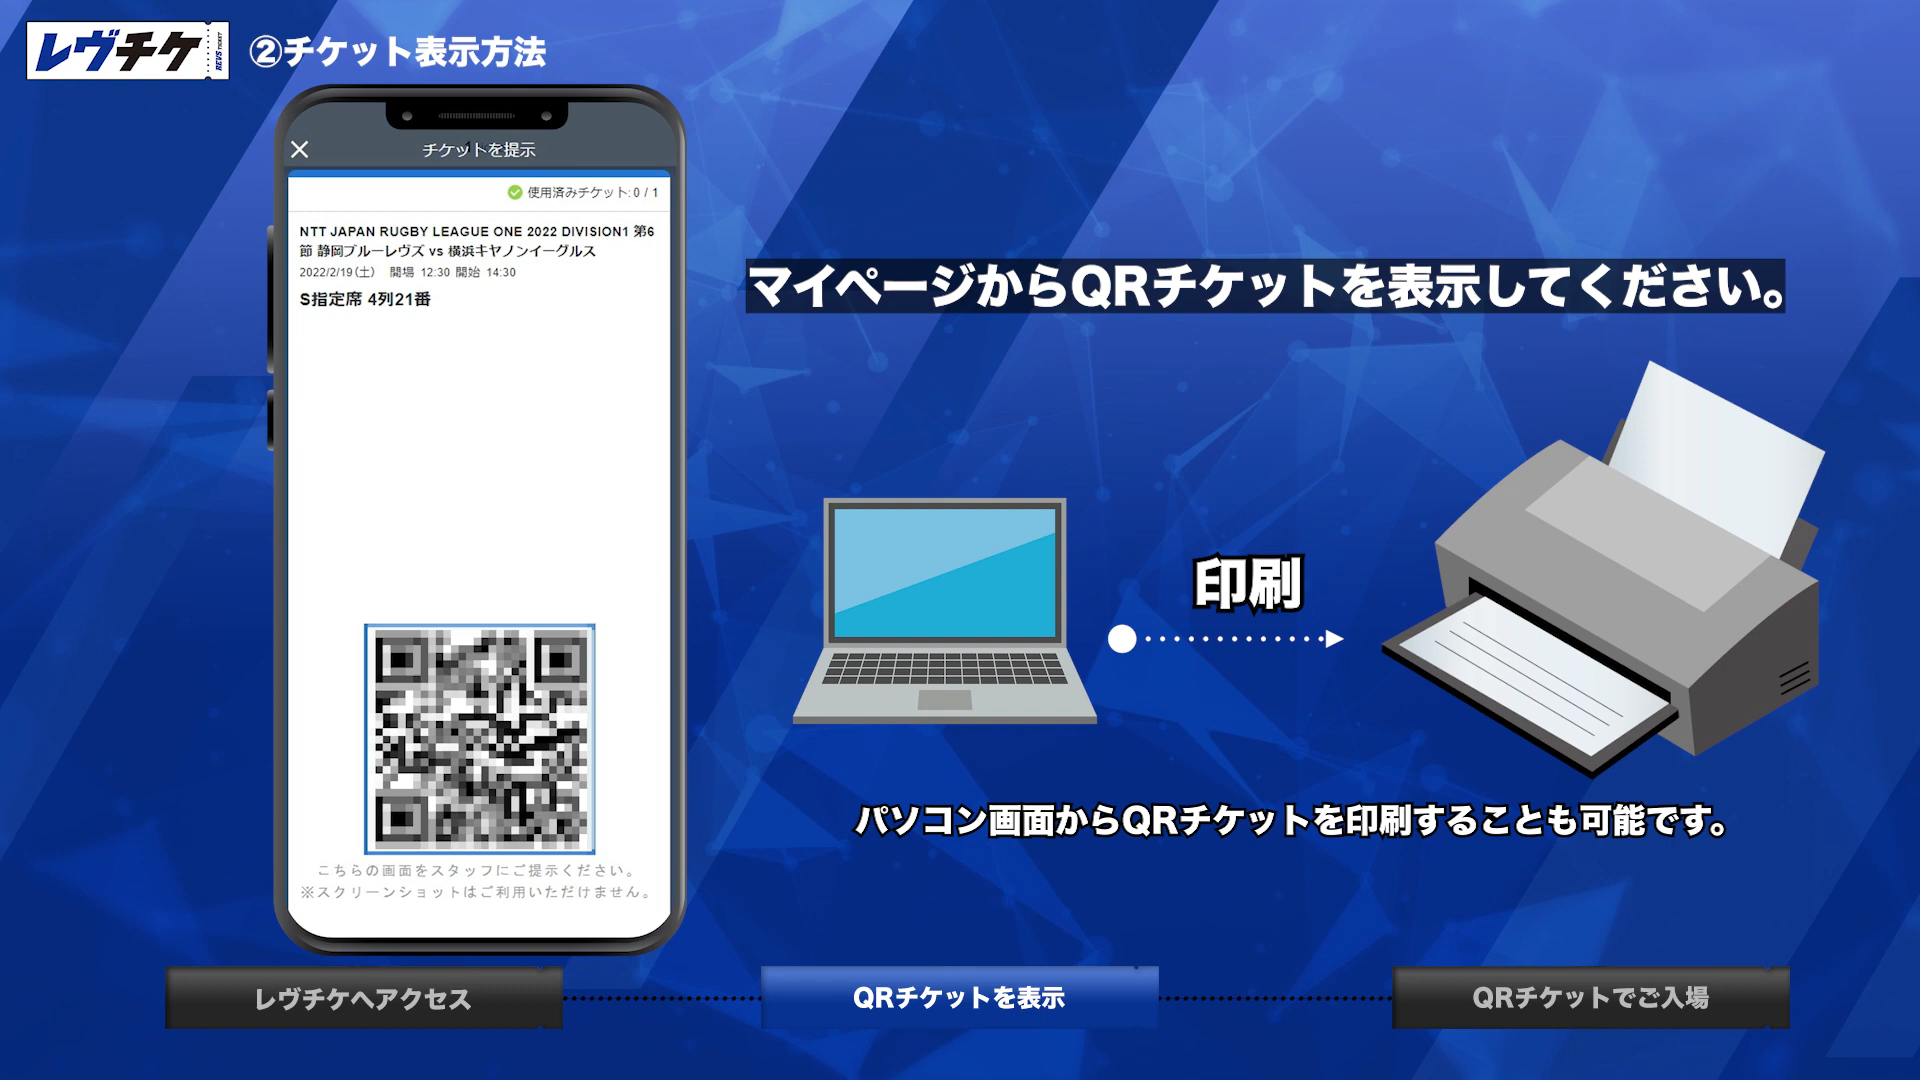 レヴチケ
REVS TICKET
②チケット表示方法
チケットを提示
使用済みチケット: 0 / 1
NTT JAPAN RUGBY LEAGUE ONE 2022 DIVISION1 第6
節 静岡ブルーレヴズ vs 横浜キヤノンイーグルス
2022/2/19(土) 開場 12:30 開始 14:30
S指定席 4列21番
こちらの画面をスタッフにご提示ください。
※スクリーンショットはご利用いただけません。
マイページからQRチケットを表示してください。
印刷
パソコン画面からQRチケットを印刷することも可能です。
レヴチケへアクセス
QRチケットを表示
QRチケットでご入場